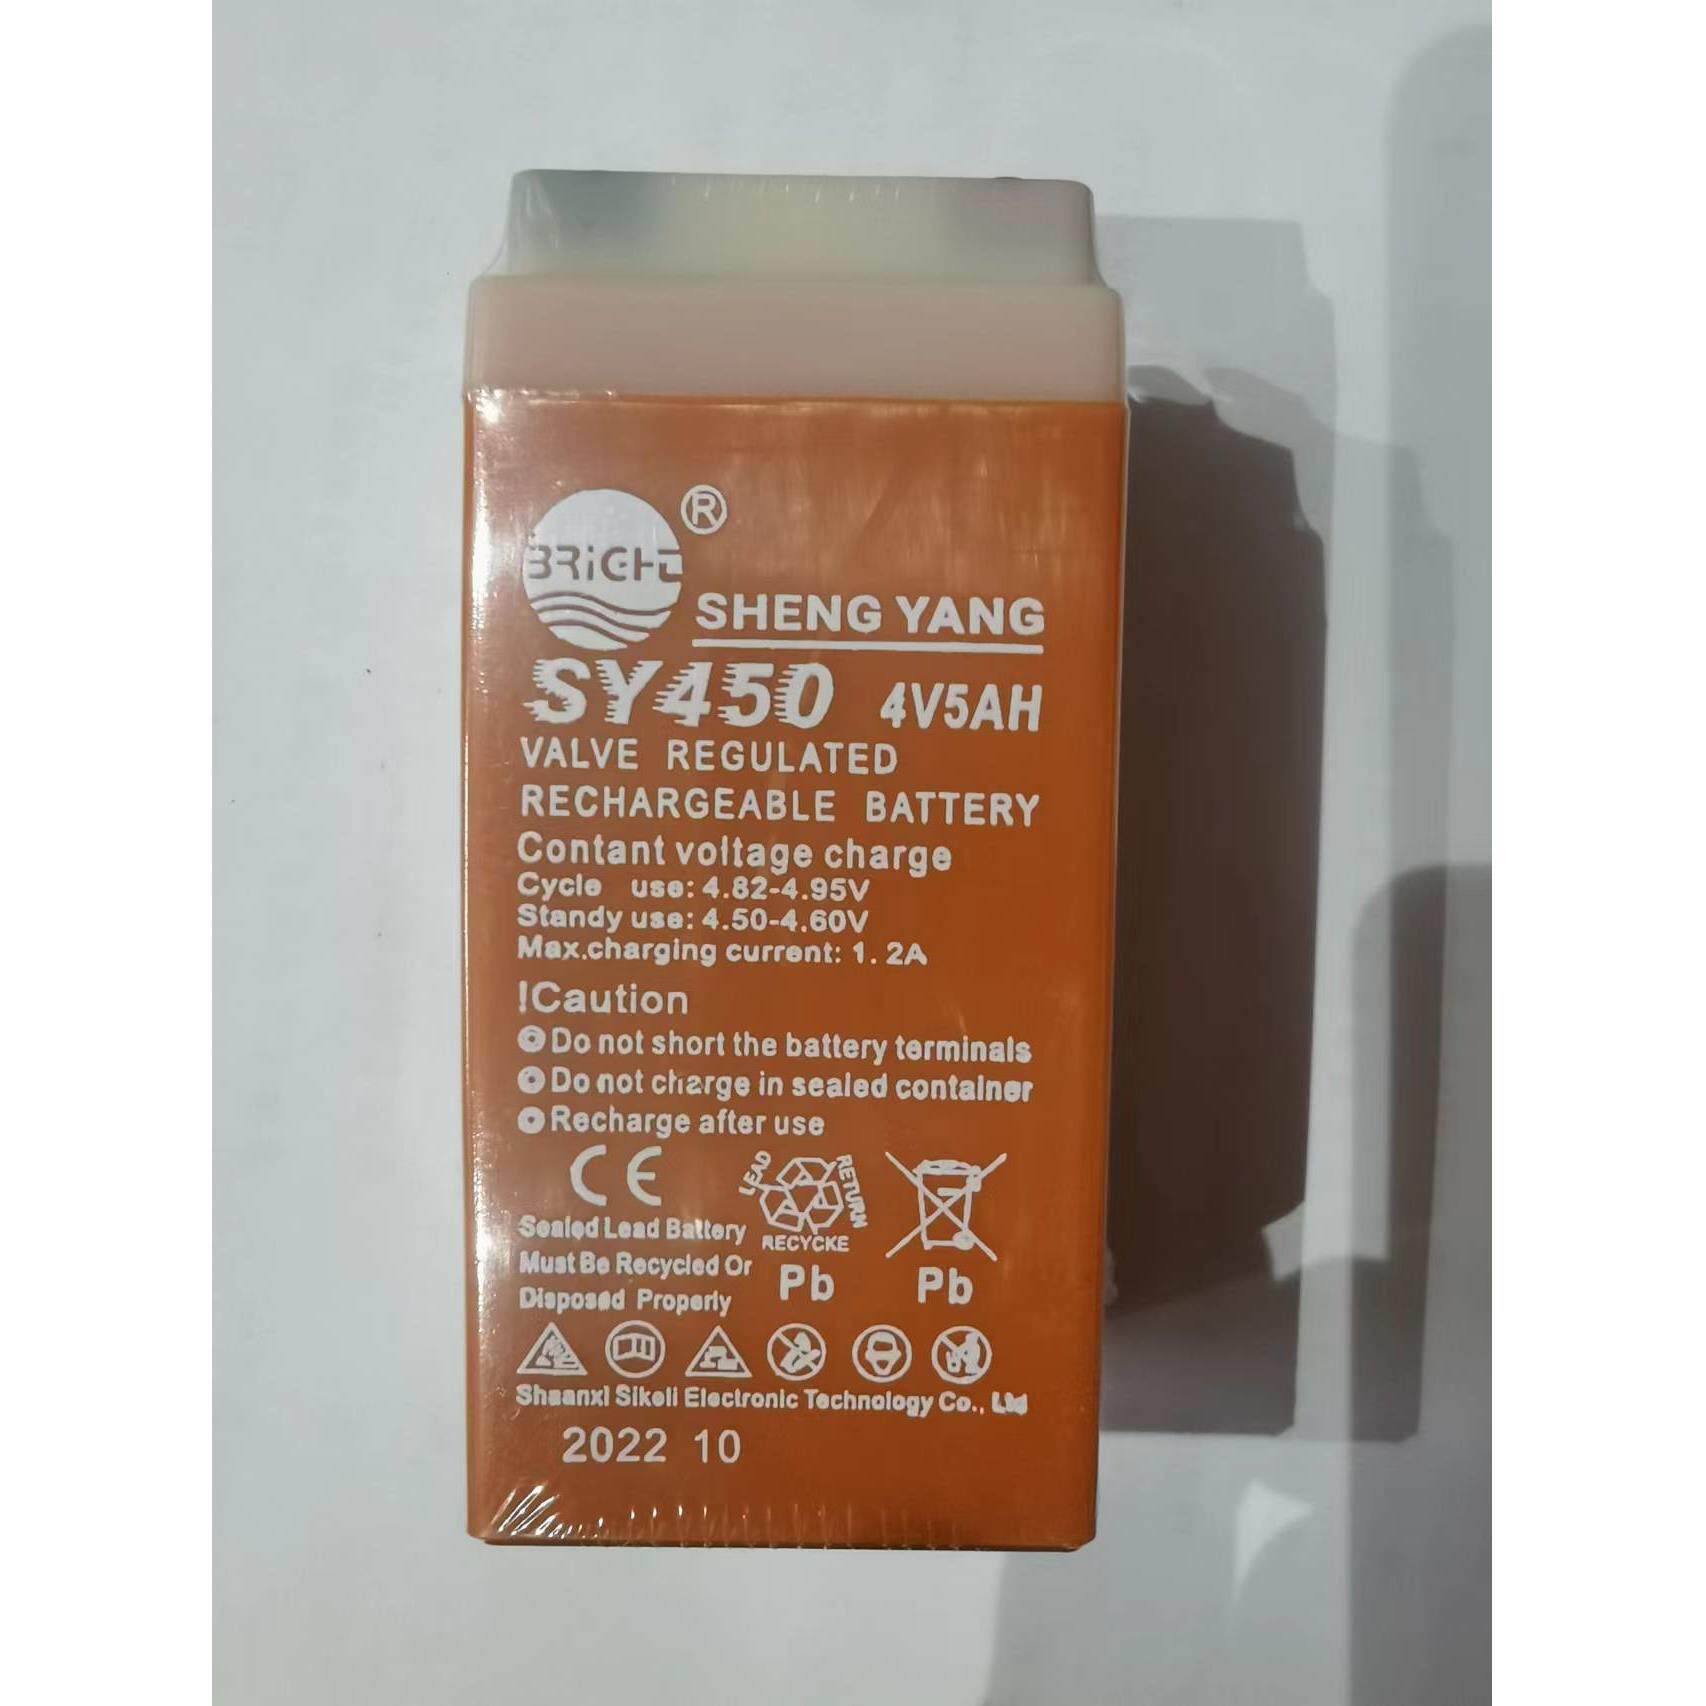 BRIGHT ®
SHENG YANG
SY450 4V5AH
VALVE REGULATED
RECHARGEABLE BATTERY
Contant voltage charge
Cycle use: 4.82-4.95V
Standy use: 4.50-4.60V
Max.charging current: 1. 2A
!Caution
Do not short the battery terminals
Do not charge in sealed container
Recharge after use
CE
LEAD RETURN
RECYCKE
Sealed Lead Battery
Must Be Recycled Or
Disposed Properly
Pb Pb
Shaanxi Sikeli Electronic Technology Co., Ltd
2022 10